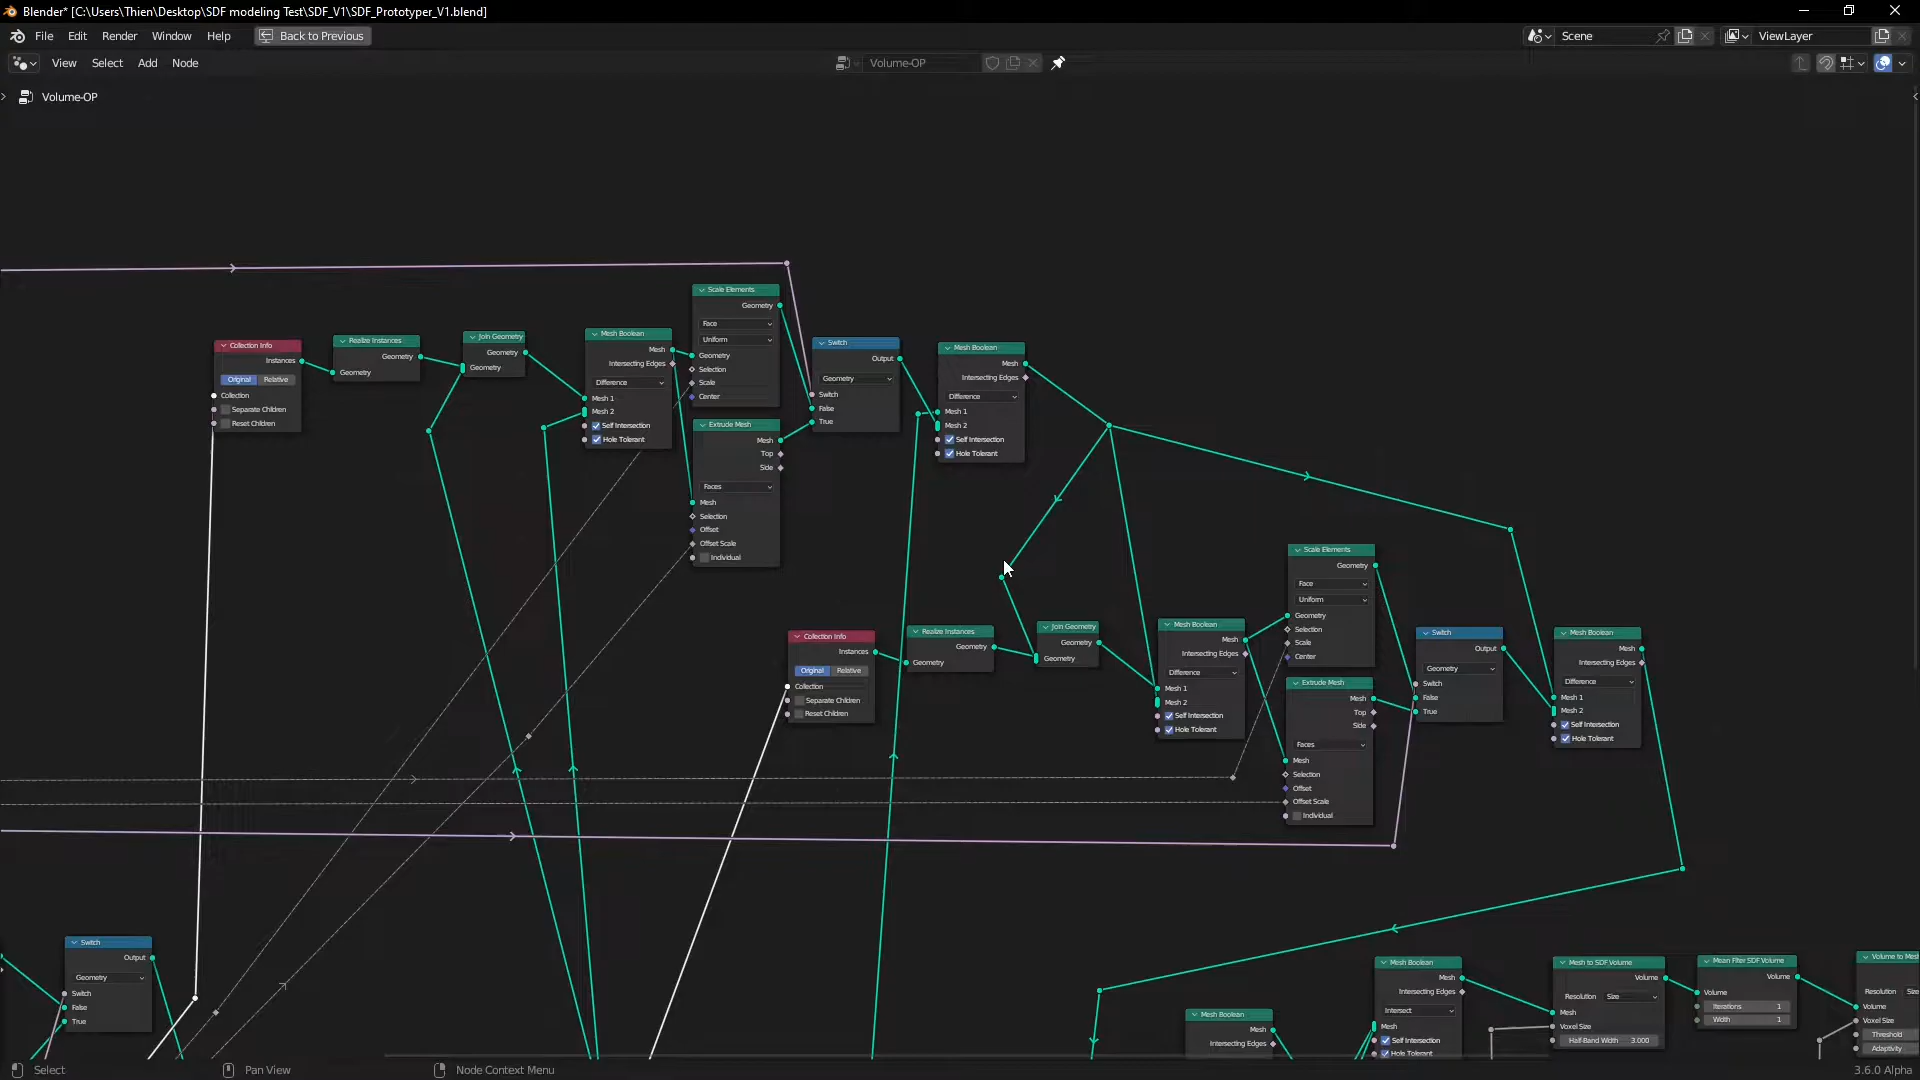 Blender* [C:\Users\Thien\Desktop\SDF modeling Test\SDF_V1\SDF_Prototyper_V1.blend]
File Edit Render Window Help Back to Previous Scene ViewLayer
View Select Add Node Volume-OP
Volume-OP
Scale Elements
Geometry
Face
Uniform
Geometry
Selection
Scale
Center
Collection Info
Instances
Original Relative
Collection
Separate Children
Reset Children
Realize Instances
Geometry
Geometry
Join Geometry
Geometry
Geometry
Mesh Boolean
Mesh
Intersecting Edges
Difference
Mesh 1
Mesh 2
Self Intersection
Hole Tolerant
Extrude Mesh
Mesh
Top
Side
Faces
Mesh
Selection
Offset
Offset Scale
Individual
Switch
Output
Geometry
Switch
False
True
Mesh Boolean
Mesh
Intersecting Edges
Difference
Mesh 1
Mesh 2
Self Intersection
Hole Tolerant
Collection Info
Instances
Original Relative
Collection
Separate Children
Reset Children
Realize Instances
Geometry
Geometry
Join Geometry
Geometry
Geometry
Mesh Boolean
Mesh
Intersecting Edges
Difference
Mesh 1
Mesh 2
Self Intersection
Hole Tolerant
Scale Elements
Geometry
Face
Uniform
Geometry
Selection
Scale
Center
Extrude Mesh
Mesh
Top
Side
Faces
Mesh
Selection
Offset
Offset Scale
Individual
Switch
Output
Geometry
Switch
False
True
Mesh Boolean
Mesh
Intersecting Edges
Difference
Mesh 1
Mesh 2
Self Intersection
Hole Tolerant
Switch
Output
Geometry
Switch
False
True
Mesh Boolean
Mesh
Intersecting Edges
Mesh Boolean
Mesh
Intersecting Edges
Intersect
Mesh
Self Intersection
Hole Tolerant
Mesh to SDF Volume
Volume
Resolution Size
Mesh
Voxel Size
Half-Band Width 3.000
Mean Filter SDF Volume
Volume
Volume
Iterations 1
Width 1
Volume to Mesh
Resolution Size
Volume
Voxel Size
Threshold
Adaptivity
Select Pan View Node Context Menu 3.6.0 Alpha